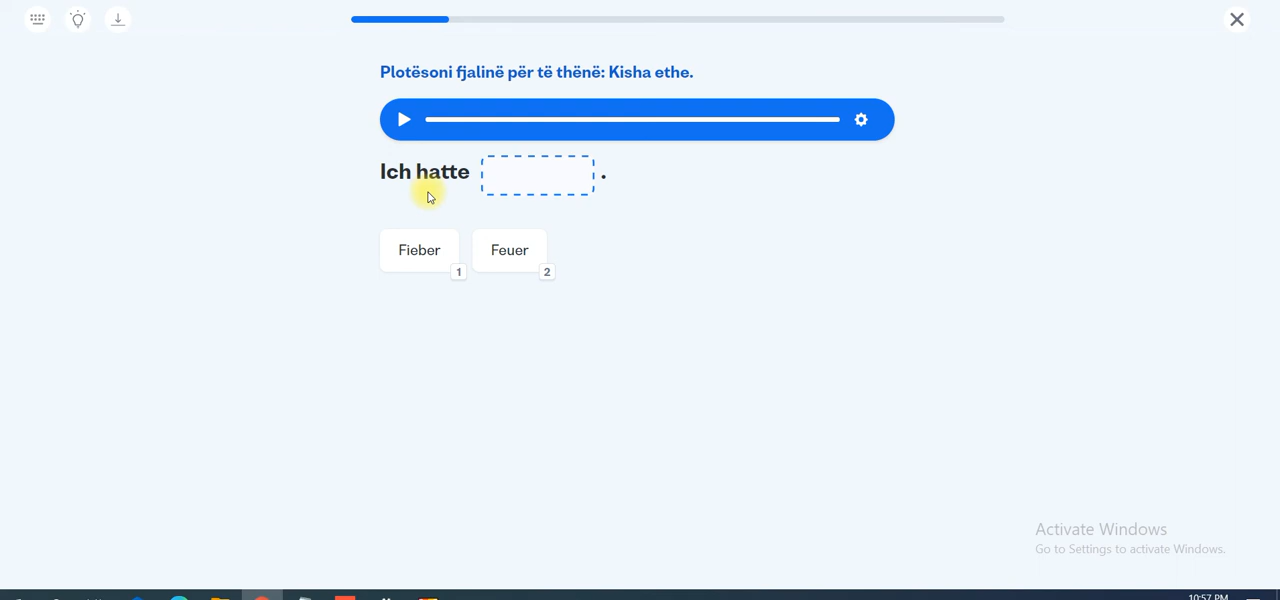 Plotësoni fjalinë për të thënë: Kisha ethe.
Ich hatte .
Fieber
1
Feuer
2
Activate Windows
Go to Settings to activate Windows.
10:57 PM